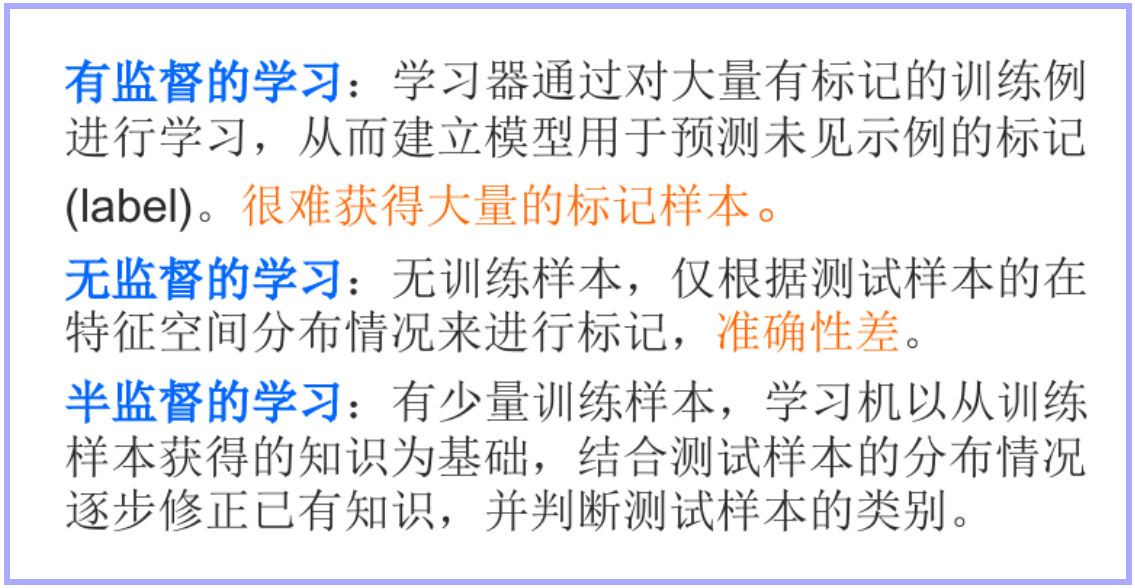 有监督的学习：学习器通过对大量有标记的训练例
进行学习，从而建立模型用于预测未见示例的标记
(label)。很难获得大量的标记样本。
无监督的学习：无训练样本，仅根据测试样本的在
特征空间分布情况来进行标记，准确性差。
半监督的学习：有少量训练样本，学习机以从训练
样本获得的知识为基础，结合测试样本的分布情况
逐步修正已有知识，并判断测试样本的类别。